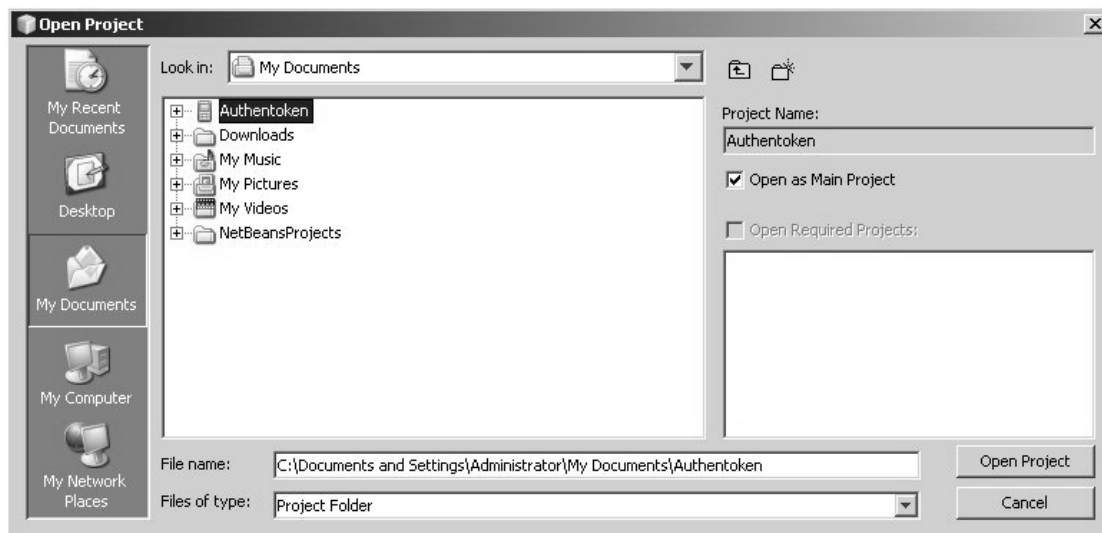 Open Project
My Recent
Documents
Desktop
My Documents
My Computer
My Network
Places
Look in:
My Documents
Authentoken
Downloads
My Music
My Pictures
My Videos
NetBeansProjects
Project Name:
Authentoken
Open as Main Project
Open Required Projects:
File name:
C:\Documents and Settings\Administrator\My Documents\Authentoken
Open Project
Files of type:
Project Folder
Cancel